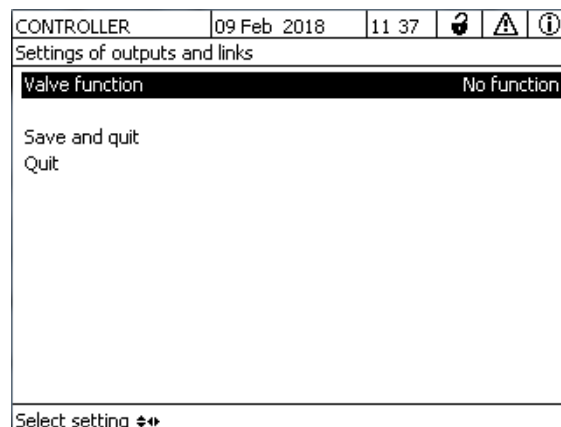 CONTROLLER 09 Feb 2018 11 37
Settings of outputs and links
Valve function No function
Save and quit
Quit
Select setting